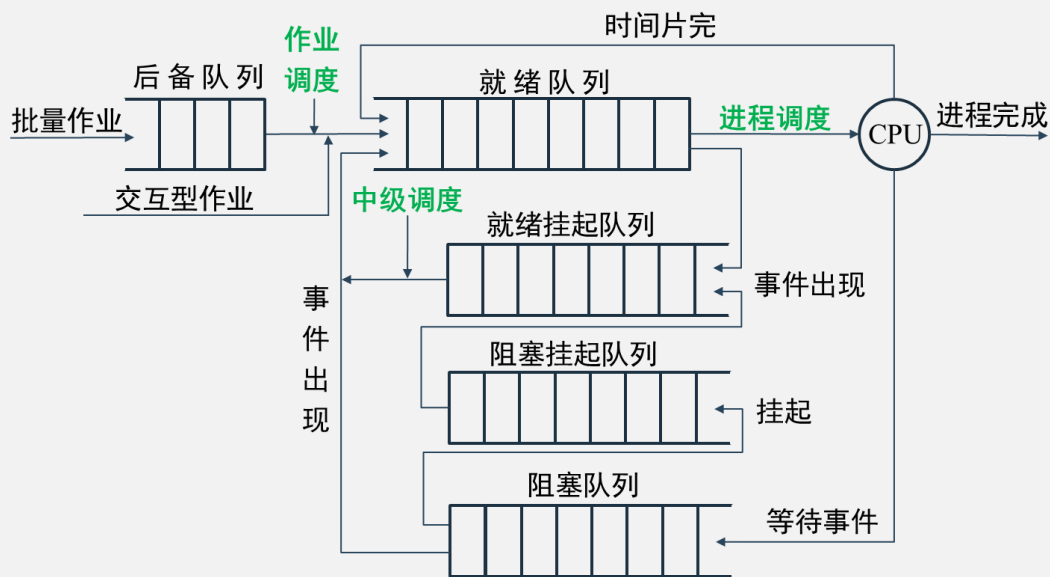 时间片完
作业
调度
后备队列
就绪队列
批量作业
进程调度
CPU
进程完成
交互型作业
中级调度
就绪挂起队列
事件出现
事件出现
阻塞挂起队列
挂起
阻塞队列
等待事件